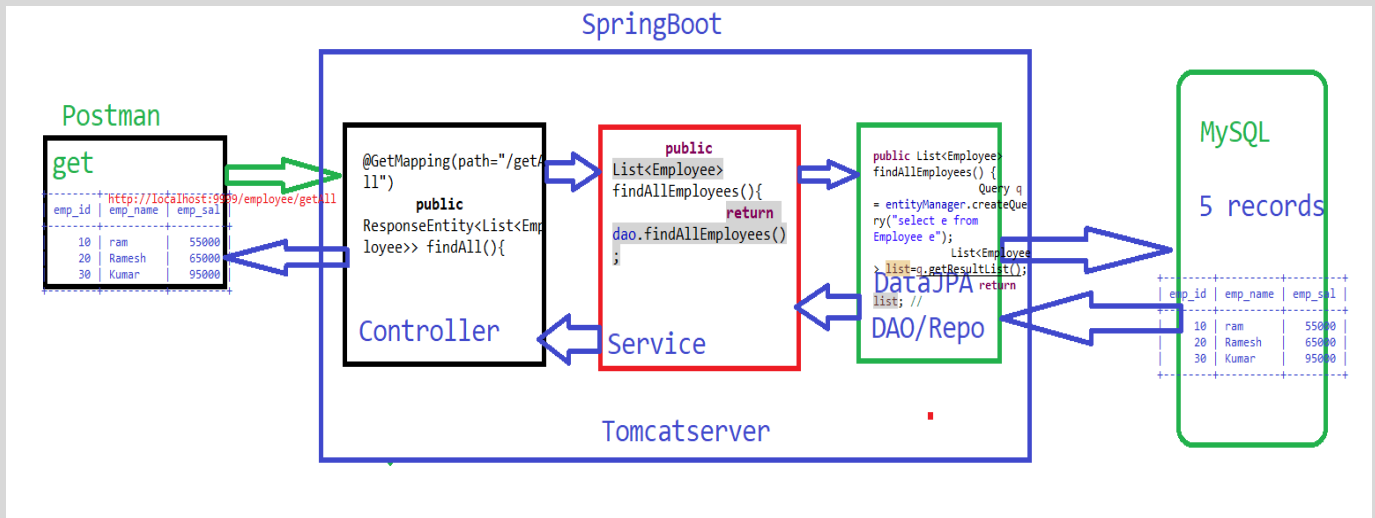 SpringBoot
Postman
get
http://localhost:9999/employee/getAll
+--------+----------+---------+
| emp_id | emp_name | emp_sal |
+--------+----------+---------+
| 10 | ram | 55000 |
| 20 | Ramesh | 65000 |
| 30 | Kumar | 95000 |
+--------+----------+---------+
@GetMapping(path="/getA
ll")
public
ResponseEntity<List<Emp
loyee>> findAll(){
Controller
public
List<Employee>
findAllEmployees(){
return
dao.findAllEmployees()
;
Service
public List<Employee>
findAllEmployees() {
Query q
= entityManager.createQue
ry("select e from
Employee e");
List<Employee
> list=q.getResultList();
DataJPA
return
list; //
DAO/Repo
Tomcatserver
MySQL
5 records
+--------+----------+---------+
| emp_id | emp_name | emp_sal |
+--------+----------+---------+
| 10 | ram | 55000 |
| 20 | Ramesh | 65000 |
| 30 | Kumar | 95000 |
+--------+----------+---------+